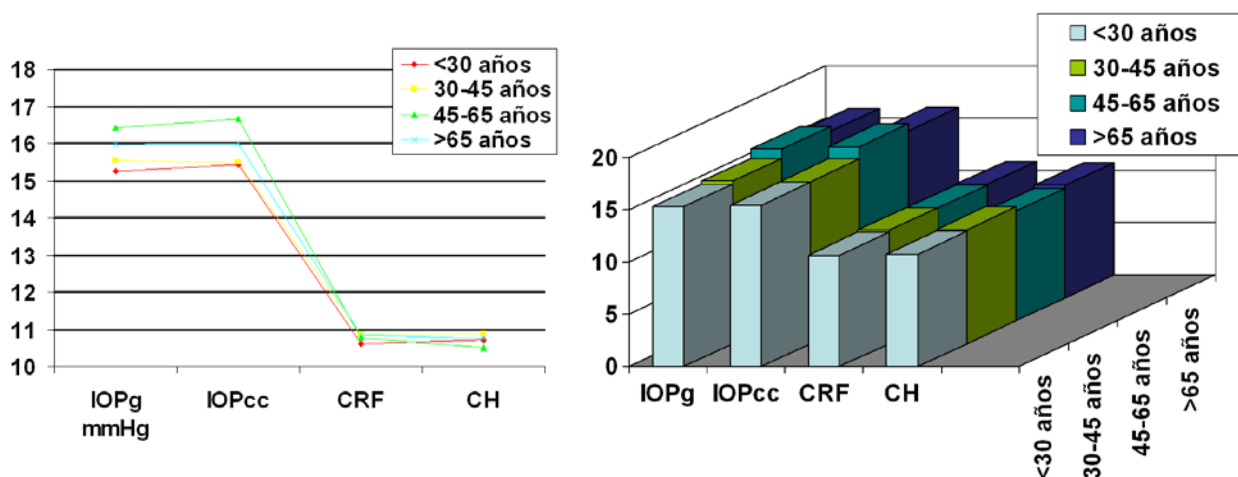 18
17
16
15
14
13
12
11
10
IOPg
mmHg
IOPcc
CRF
CH
<30 años
30-45 años
45-65 años
>65 años
<30 años
30-45 años
45-65 años
>65 años
20
15
10
5
0
IOPg
IOPcc
CRF
CH
<30 años
30-45 años
45-65 años
>65 años